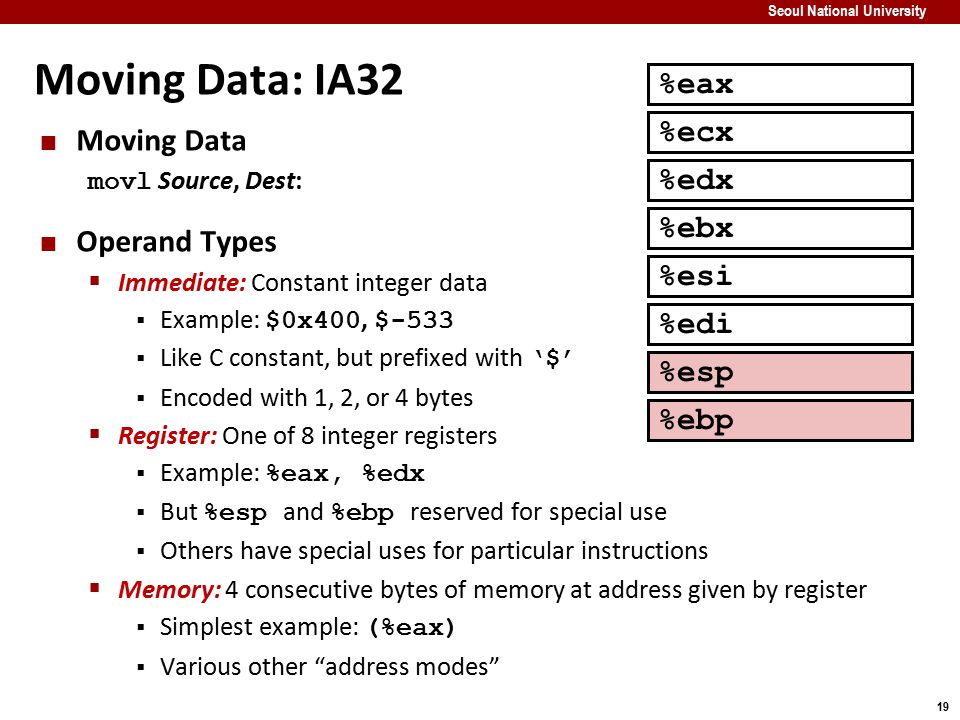 Seoul National University
Moving Data: IA32
■ Moving Data
movl Source, Dest:
■ Operand Types
▪ Immediate: Constant integer data
▪ Example: $0x400, $-533
▪ Like C constant, but prefixed with ‘$’
▪ Encoded with 1, 2, or 4 bytes
▪ Register: One of 8 integer registers
▪ Example: %eax, %edx
▪ But %esp and %ebp reserved for special use
▪ Others have special uses for particular instructions
▪ Memory: 4 consecutive bytes of memory at address given by register
▪ Simplest example: (%eax)
▪ Various other “address modes”
%eax
%ecx
%edx
%ebx
%esi
%edi
%esp
%ebp
19